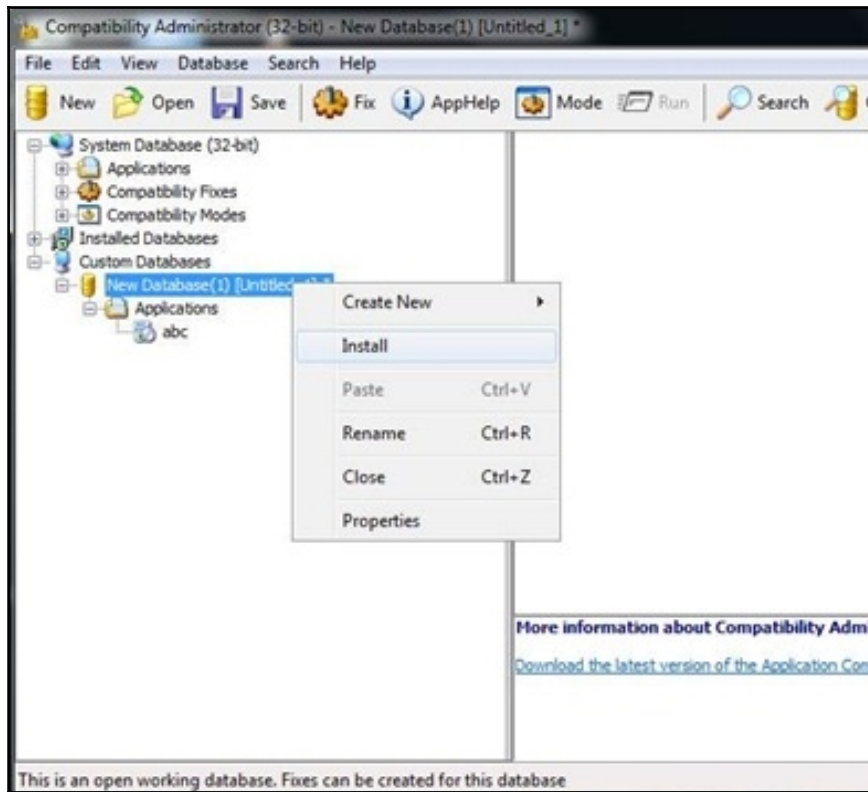 Compatibility Administrator (32-bit) - New Database(1) [Untitled_1] *
File Edit View Database Search Help
New Open Save Fix AppHelp Mode Run Search
System Database (32-bit)
Applications
Compatibility Fixes
Compatibility Modes
Installed Databases
Custom Databases
New Database(1) [Untitled_1] *
Applications
abc
Create New
Install
Paste Ctrl+V
Rename Ctrl+R
Close Ctrl+Z
Properties
More information about Compatibility Adm
Download the latest version of the Application Com
This is an open working database. Fixes can be created for this database